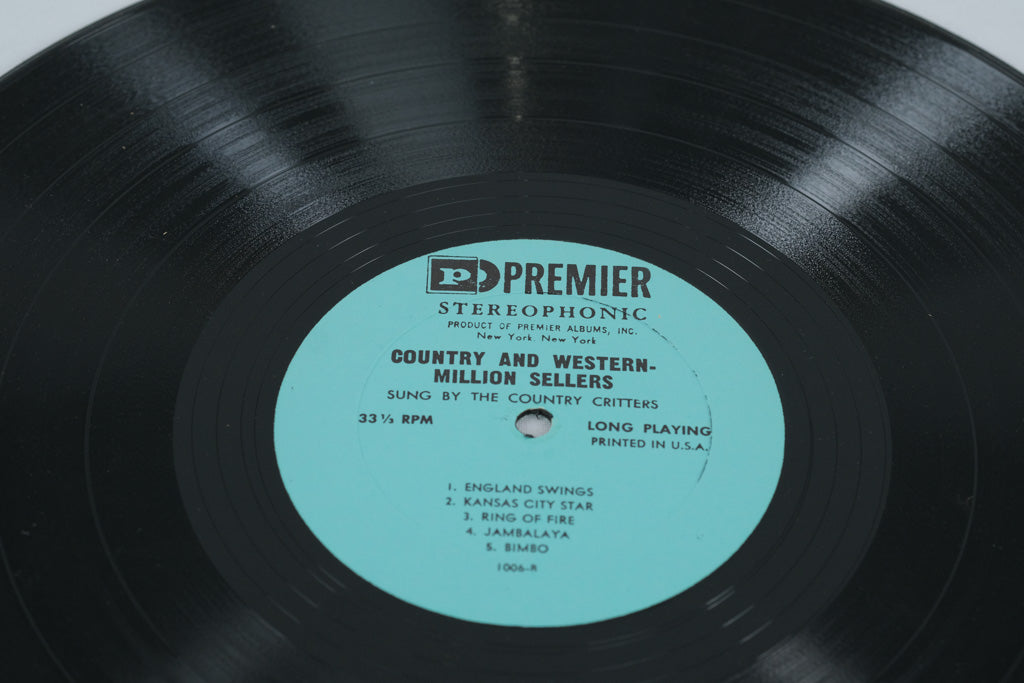 P PREMIER
STEREOPHONIC
PRODUCT OF PREMIER ALBUMS, INC.
New York, New York
COUNTRY AND WESTERN-
MILLION SELLERS
SUNG BY THE COUNTRY CRITTERS
33 ⅓ RPM
LONG PLAYING
PRINTED IN U.S.A.
1. ENGLAND SWINGS
2. KANSAS CITY STAR
3. RING OF FIRE
4. JAMBALAYA
5. BIMBO
1006-R